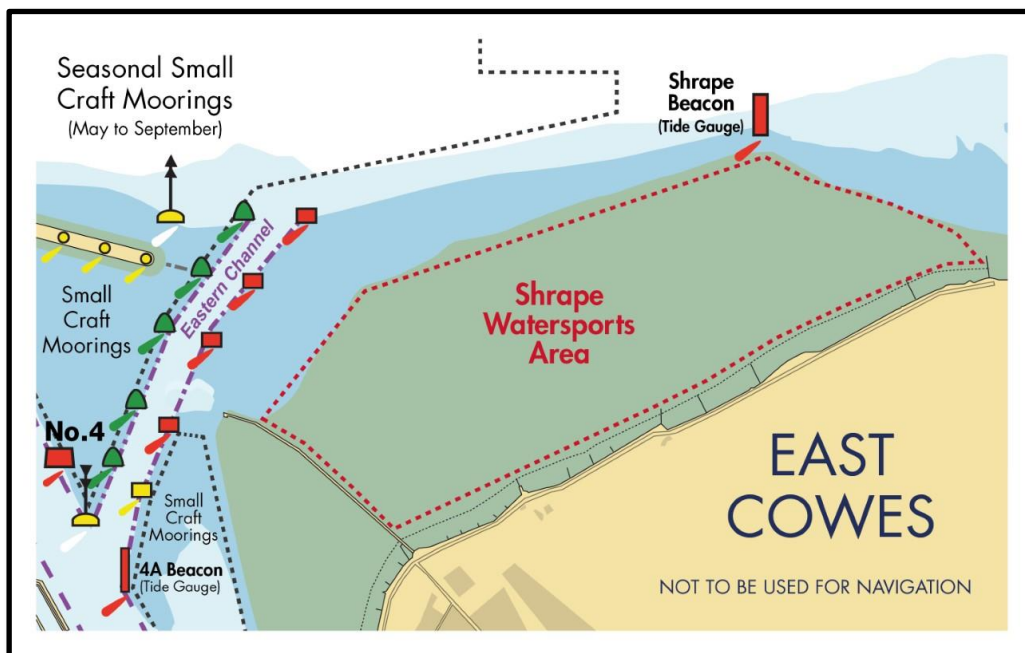 Seasonal Small
Craft Moorings
(May to September)
Shrape
Beacon
(Tide Gauge)
Eastern Channel
Small
Craft
Moorings
Shrape
Watersports
Area
No.4
Small
Craft
Moorings
4A Beacon
(Tide Gauge)
EAST
COWES
NOT TO BE USED FOR NAVIGATION